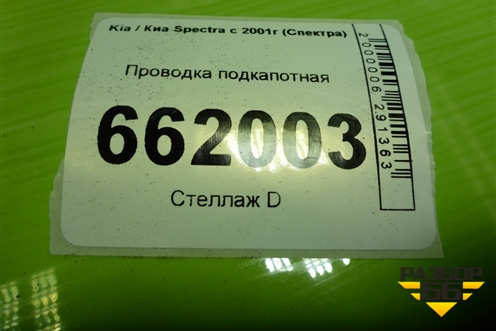 Kia / Киа Spectra с 2001г (Спектра)
Проводка подкапотная
662003
Стеллаж D
2000006291363
РАЗБОР
66